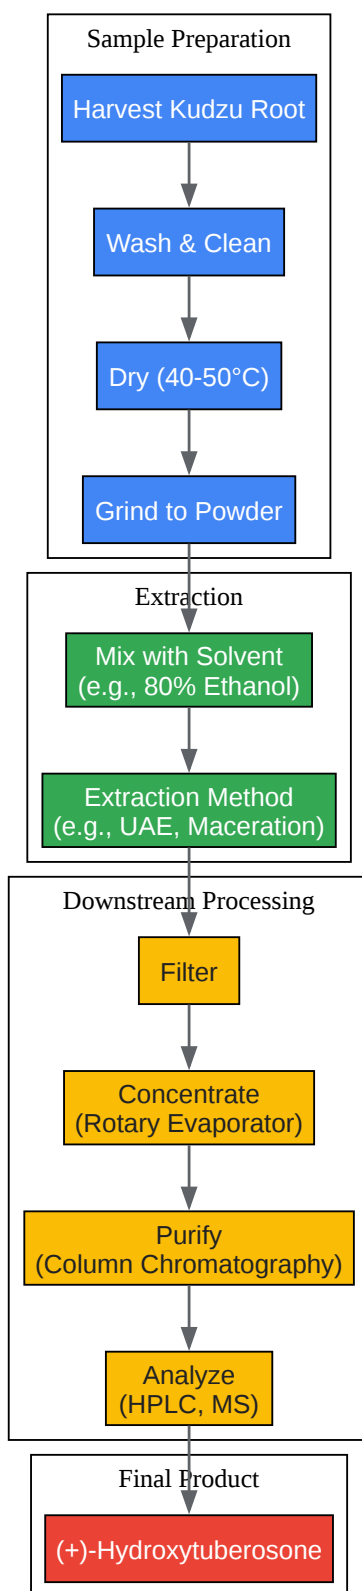 Sample Preparation
Harvest Kudzu Root
Wash & Clean
Dry (40-50°C)
Grind to Powder
Extraction
Mix with Solvent
(e.g., 80% Ethanol)
Extraction Method
(e.g., UAE, Maceration)
Downstream Processing
Filter
Concentrate
(Rotary Evaporator)
Purify
(Column Chromatography)
Analyze
(HPLC, MS)
Final Product
(+)-Hydroxytuberosone